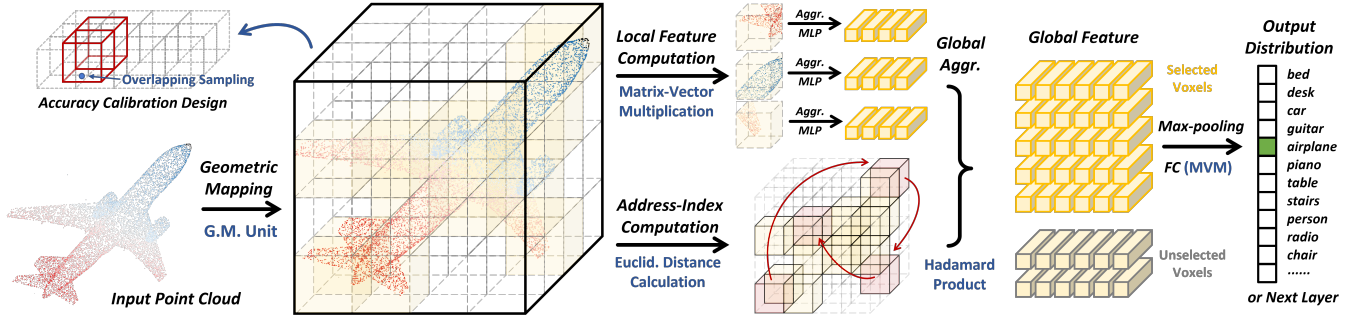 Overlapping Sampling
Accuracy Calibration Design
Geometric
Mapping
G.M. Unit
Input Point Cloud
Local Feature
Computation
Matrix-Vector
Multiplication
Address-Index
Computation
Euclid. Distance
Calculation
Aggr.
MLP
Aggr.
MLP
Aggr.
MLP
Global
Aggr.
Hadamard
Product
Global Feature
Selected
Voxels
Max-pooling
FC (MVM)
Unselected
Voxels
Output
Distribution
bed
desk
car
guitar
airplane
piano
table
stairs
person
radio
chair
......
or Next Layer